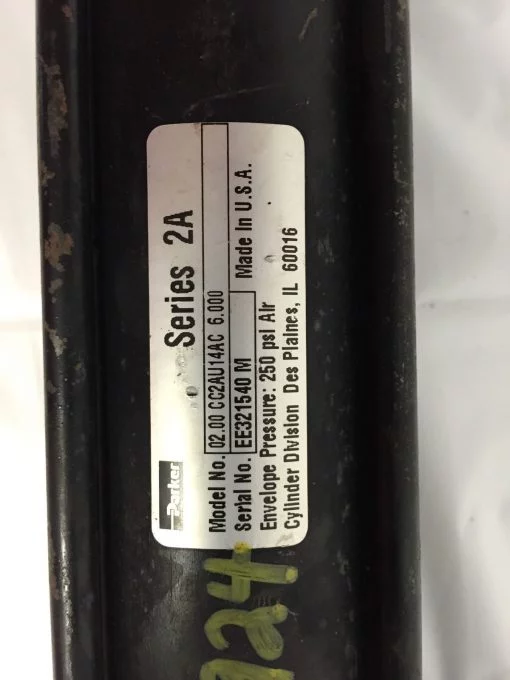 Parker
Series 2A
Model No. 02.00 CC2AU14AC 6.000
Serial No. EE321540 M Made In U.S.A.
Envelope Pressure: 250 psi Air
Cylinder Division Des Plaines, IL 60016